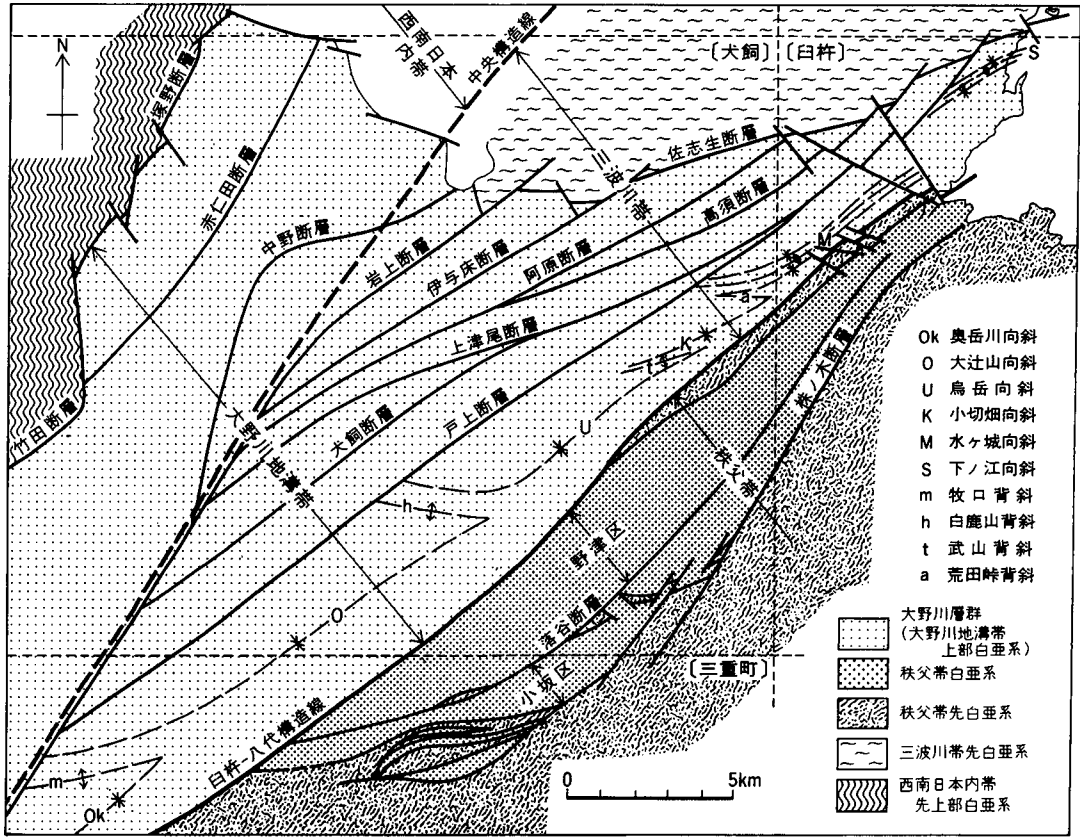 N
西南日本内帯
中央構造線
〔犬飼〕
〔臼杵〕
S
塚野断層
赤仁田断層
三波川帯
佐志生断層
中野断層
岩上断層
伊与床断層
阿原断層
高須断層
M
a
上津尾断層
t
K
大野川地溝帯
犬飼断層
戸上断層
U
株ノ木断層
秩父帯
h
竹田断層
野津区
O
落谷断層
〔三重町〕
小坂区
臼杵-八代構造線
m
Ok
0
5km
Ok 奥岳川向斜
O 大辻山向斜
U 烏岳向斜
K 小切畑向斜
M 水ヶ城向斜
S 下ノ江向斜
m 牧口背斜
h 白鹿山背斜
t 武山背斜
a 荒田峠背斜
大野川層群
(大野川地溝帯
上部白亜系)
秩父帯白亜系
秩父帯先白亜系
三波川帯先白亜系
西南日本内帯
先上部白亜系